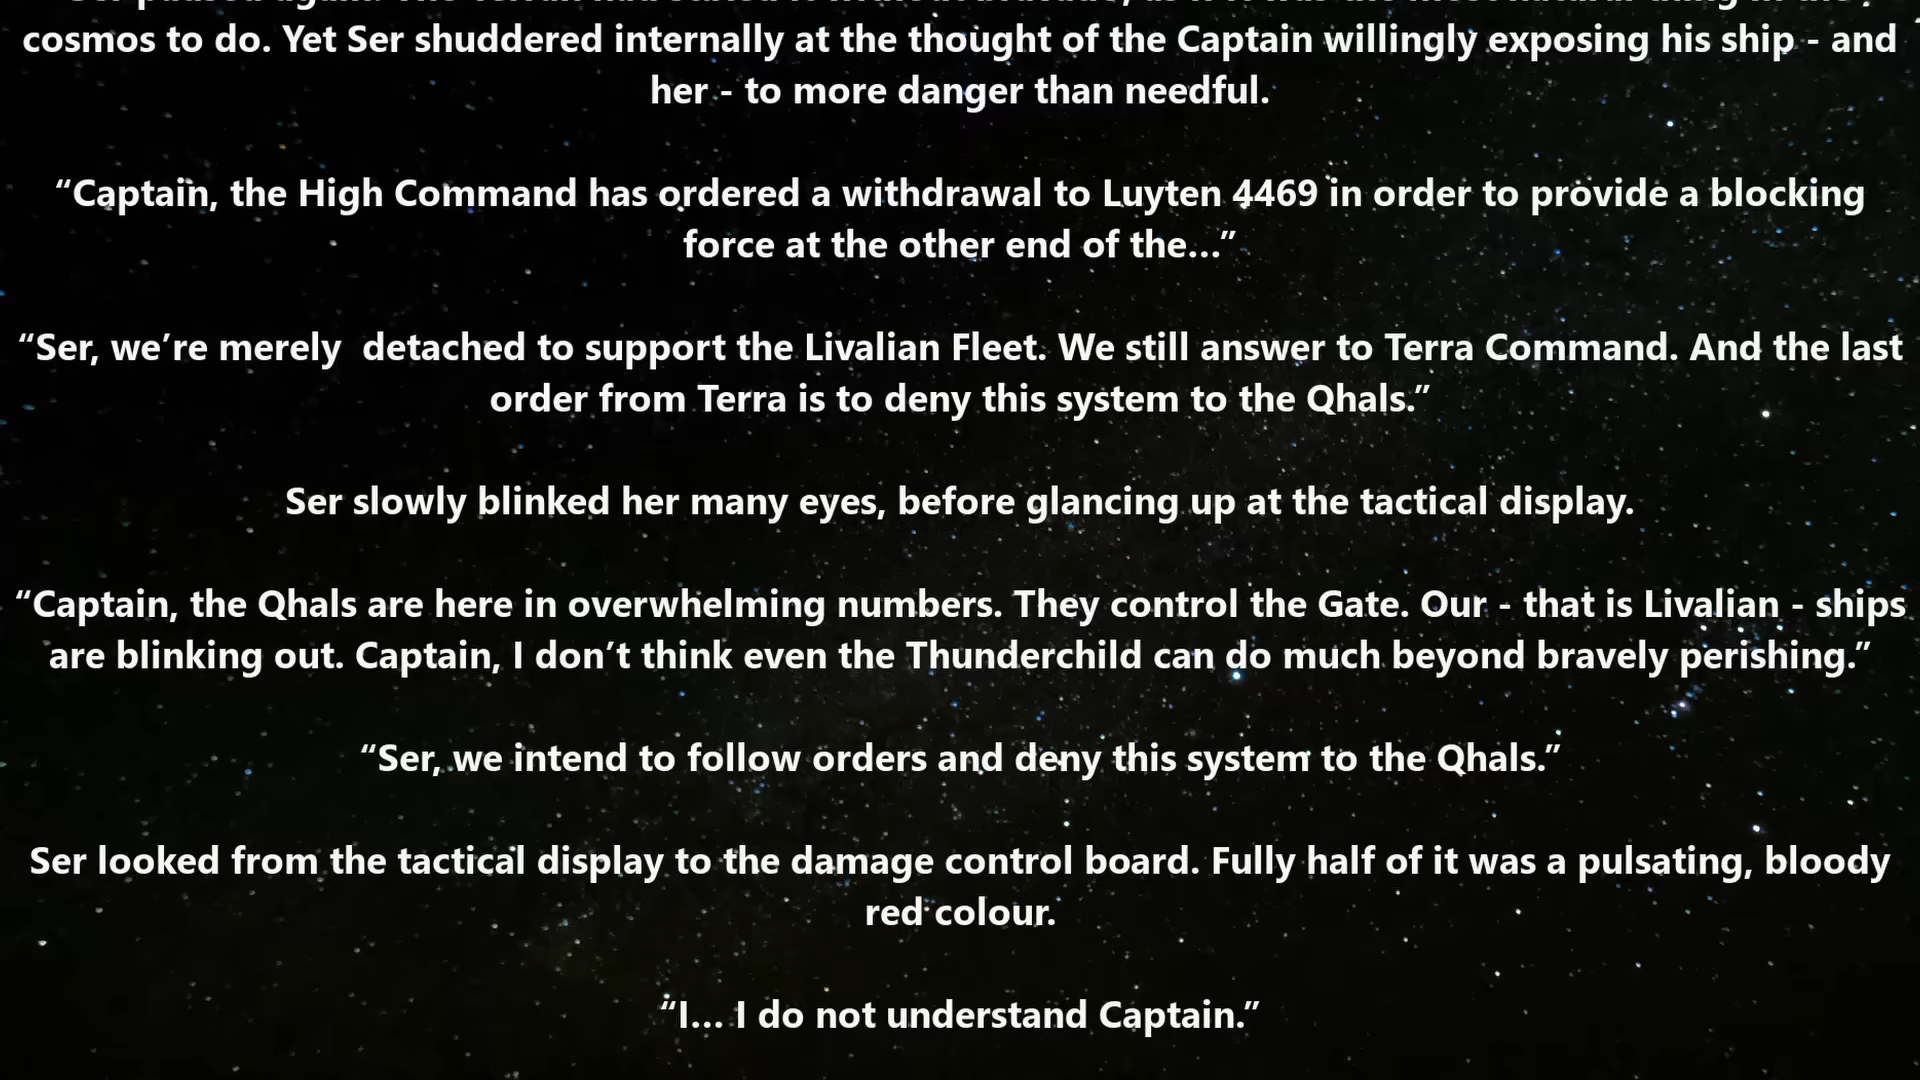 cosmos to do. Yet Ser shuddered internally at the thought of the Captain willingly exposing his ship - and
her - to more danger than needful.
“Captain, the High Command has ordered a withdrawal to Luyten 4469 in order to provide a blocking
force at the other end of the...”
“Ser, we’re merely  detached to support the Livalian Fleet. We still answer to Terra Command. And the last
order from Terra is to deny this system to the Qhals.”
Ser slowly blinked her many eyes, before glancing up at the tactical display.
“Captain, the Qhals are here in overwhelming numbers. They control the Gate. Our - that is Livalian - ships
are blinking out. Captain, I don’t think even the Thunderchild can do much beyond bravely perishing.”
“Ser, we intend to follow orders and deny this system to the Qhals.”
Ser looked from the tactical display to the damage control board. Fully half of it was a pulsating, bloody
red colour.
“I... I do not understand Captain.”